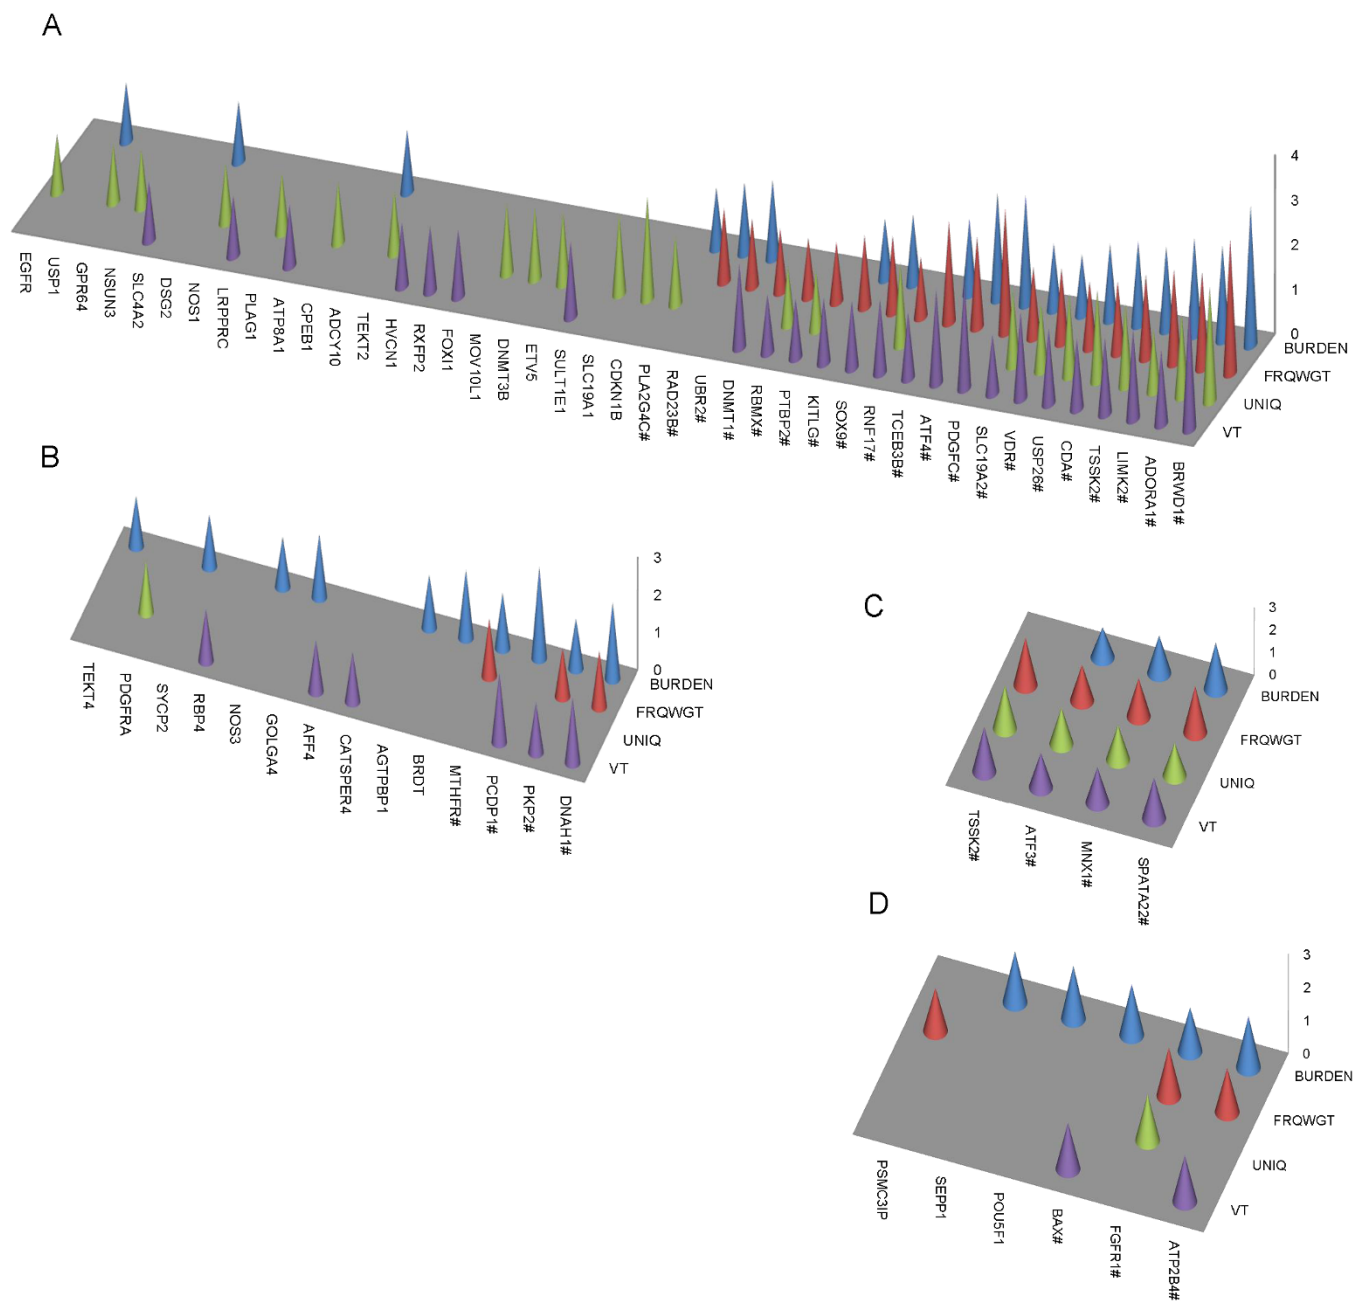 A
4
3
2
1
0
BURDEN
FRQWGT
UNIQ
VT
EGFR
USP1
GPR64
NSUN3
SLC4A2
DSG2
NOS1
LRPPRC
PLAG1
ATP8A1
CPEB1
ADCY10
TEKT2
HVCN1
RXFP2
FOXI1
MOV10L1
DNMT3B
ETV5
SULT1E1
SLC19A1
CDKN1B
PLA2G4C#
RAD23B#
UBR2#
DNMT1#
RBMX#
PTBP2#
KITLG#
SOX9#
RNF17#
TCEB3B#
ATF4#
PDGFC#
SLC19A2#
VDR#
USP26#
CDA#
TSSK2#
LIMK2#
ADORA1#
BRWD1#
B
3
2
1
0
BURDEN
FRQWGT
UNIQ
VT
TEKT4
PDGFRA
SYCP2
RBP4
NOS3
GOLGA4
AFF4
CATSPER4
AGTPBP1
BRDT
MTHFR#
PCDP1#
PKP2#
DNAH1#
C
3
2
1
0
BURDEN
FRQWGT
UNIQ
VT
TSSK2#
ATF3#
MNX1#
SPATA22#
D
3
2
1
0
BURDEN
FRQWGT
UNIQ
VT
PSMC3IP
SEPP1
POU5F1
BAX#
FGFR1#
ATP2B4#